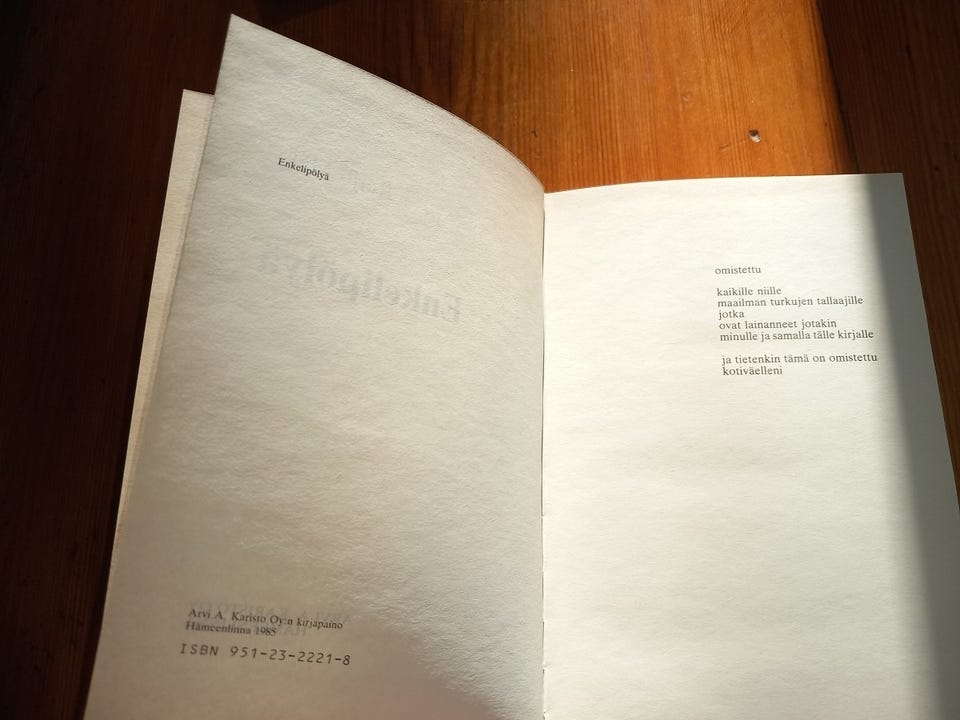 Enkelipölyä
Enkelipölyä
Arvi A. Karisto Oy:n kirjapaino
Hämeenlinna 1985
ISBN 951-23-2221-8
omistettu
kaikille niille
maailman turkujen tallaajille
jotka
ovat lainanneet jotakin
minulle ja samalla tälle kirjalle
ja tietenkin tämä on omistettu
kotiväelleni